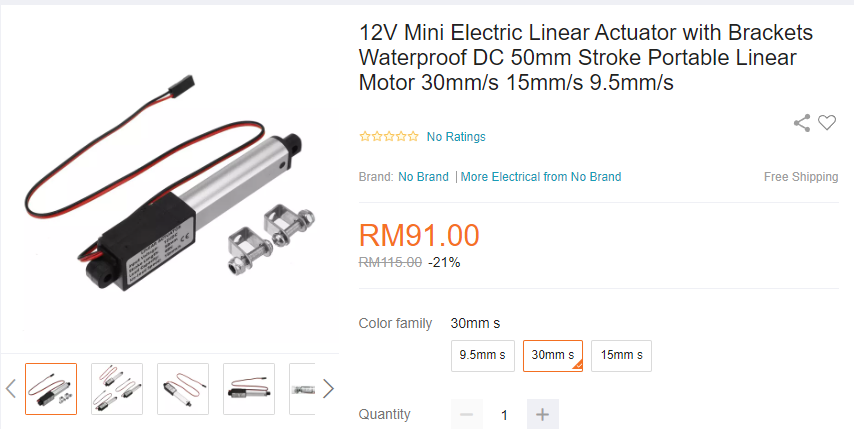 12V Mini Electric Linear Actuator with Brackets
Waterproof DC 50mm Stroke Portable Linear
Motor 30mm/s 15mm/s 9.5mm/s
No Ratings
Brand: No Brand | More Electrical from No Brand
Free Shipping
RM91.00
RM115.00 -21%
Color family 30mm s
9.5mm s 30mm s 15mm s
Quantity 1